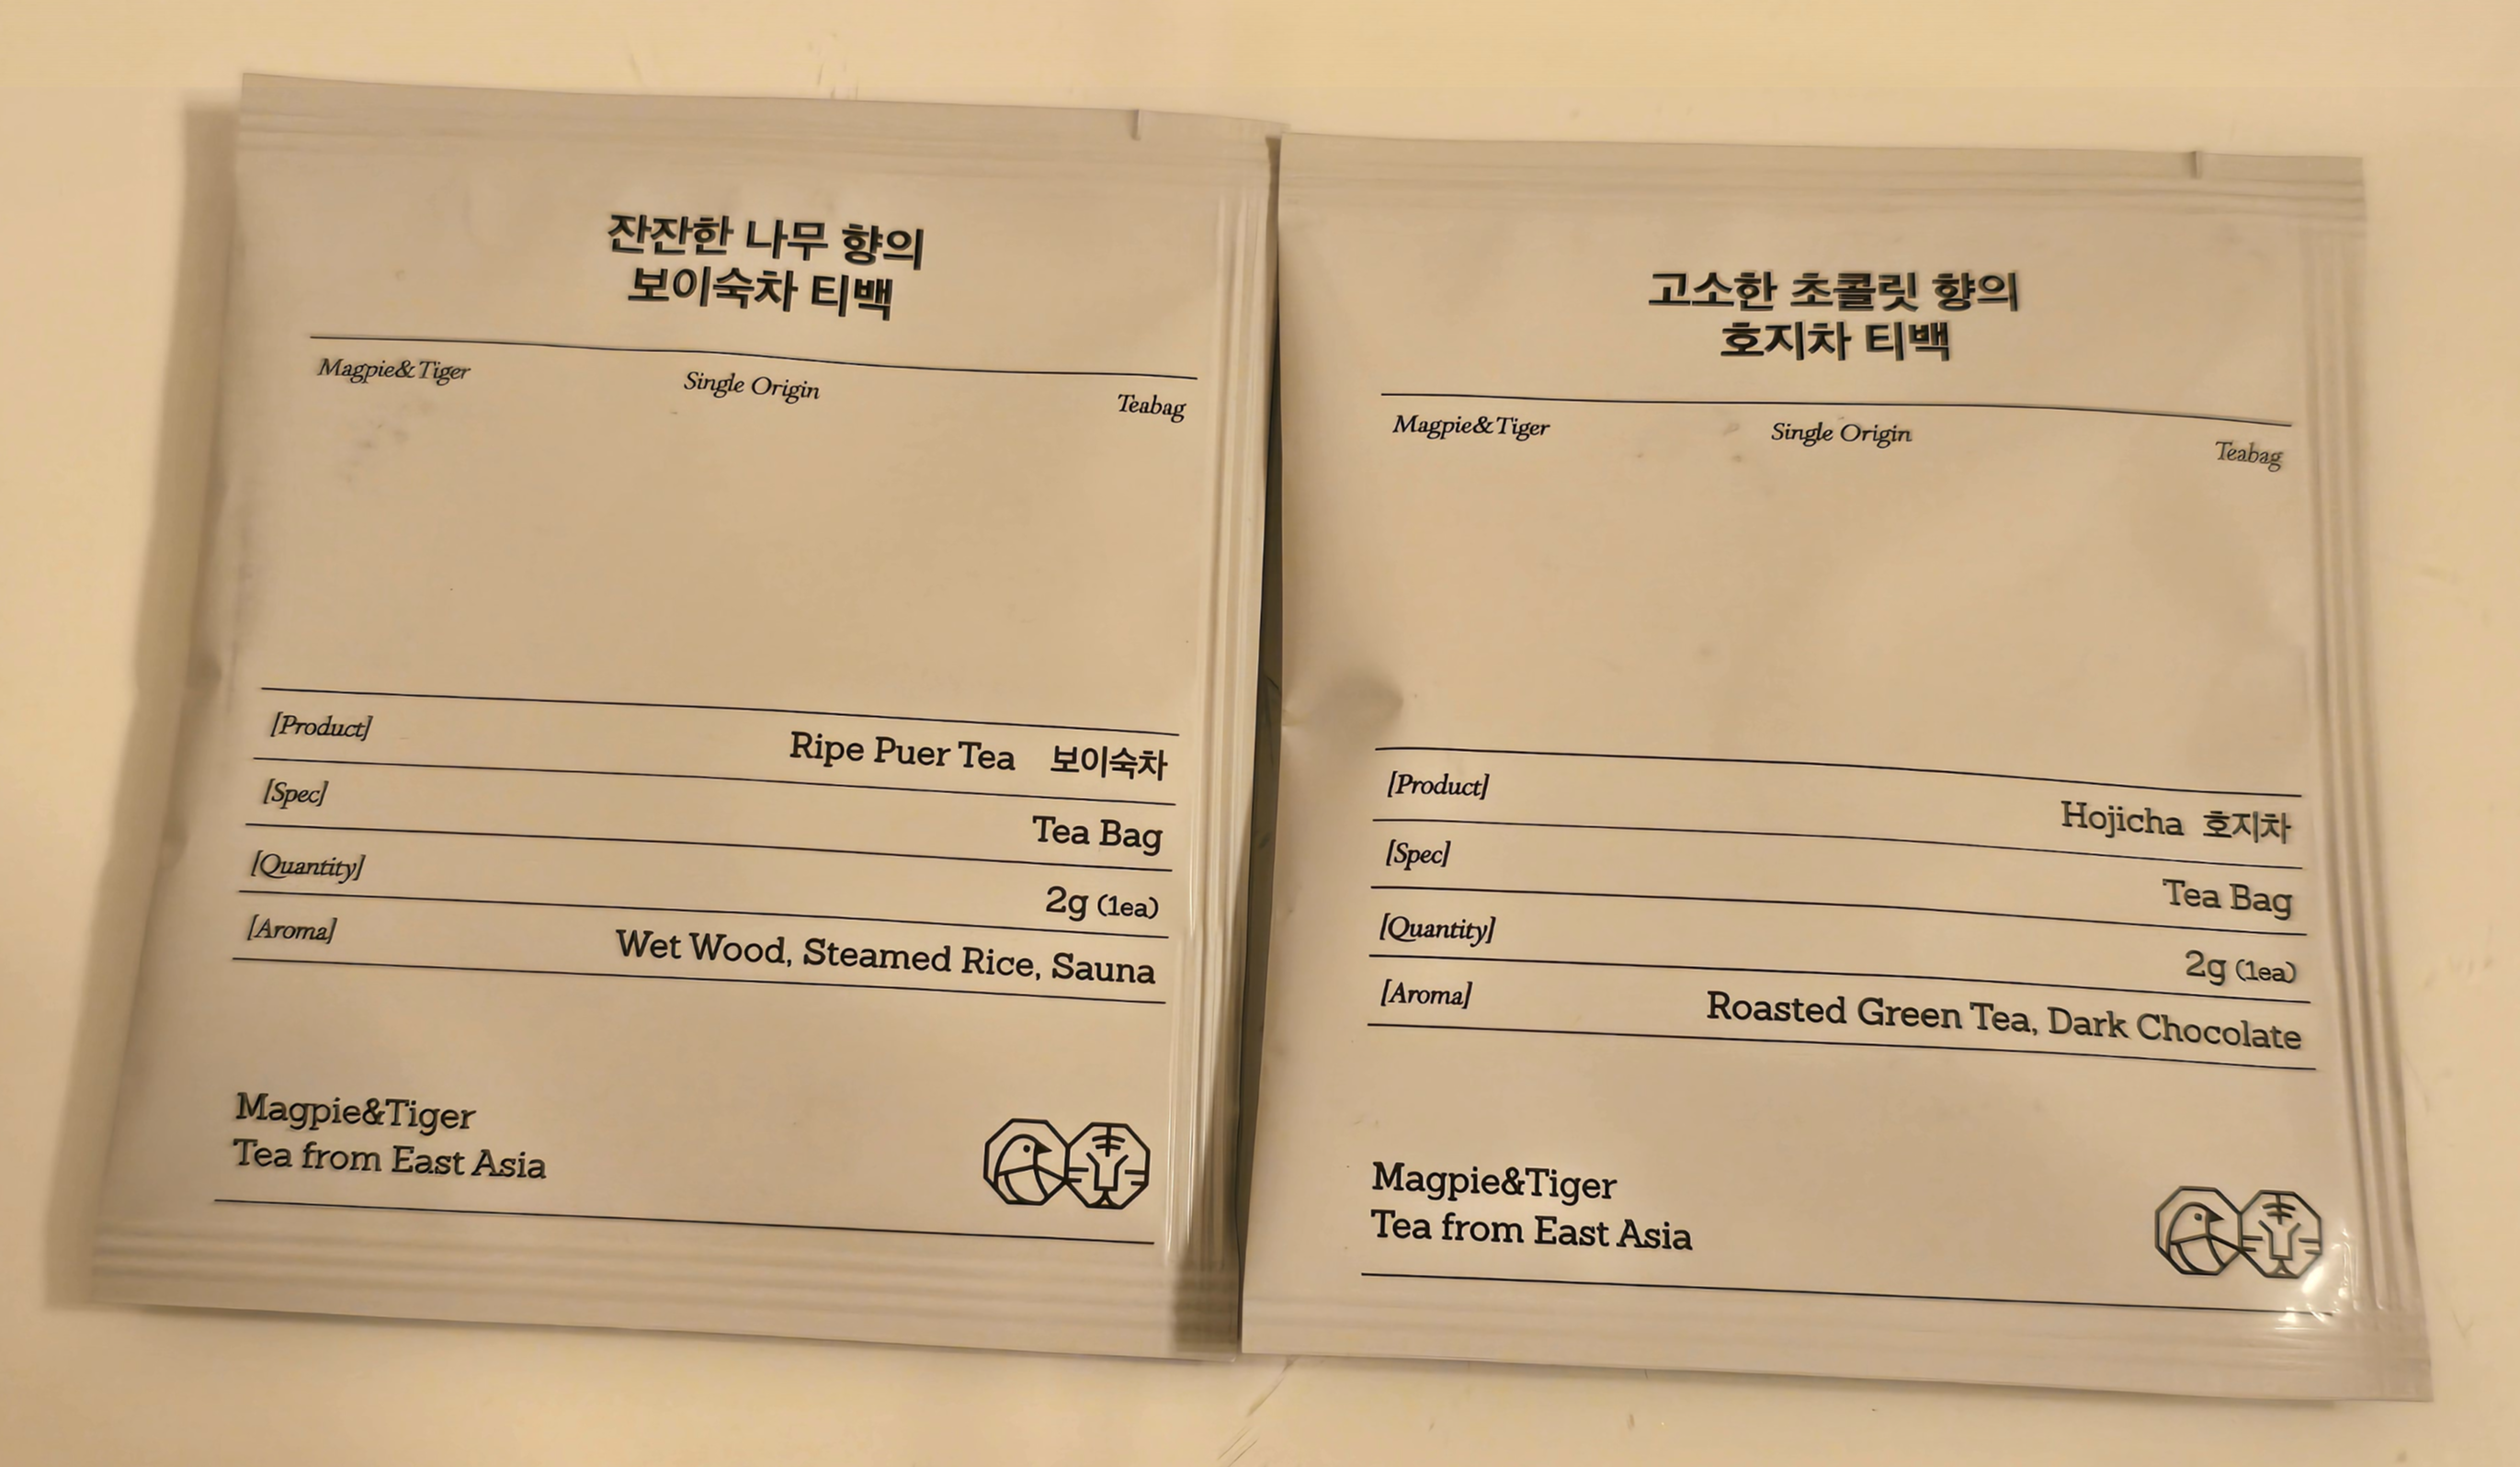 잔잔한 나무 향의
보이숙차 티백
Magpie&Tiger Single Origin Teabag
[Product] Ripe Puer Tea 보이숙차
[Spec] Tea Bag
[Quantity] 2g (1ea)
[Aroma] Wet Wood, Steamed Rice, Sauna
Magpie&Tiger
Tea from East Asia
고소한 초콜릿 향의
호지차 티백
Magpie&Tiger Single Origin Teabag
[Product] Hojicha 호지차
[Spec] Tea Bag
[Quantity] 2g (1ea)
[Aroma] Roasted Green Tea, Dark Chocolate
Magpie&Tiger
Tea from East Asia